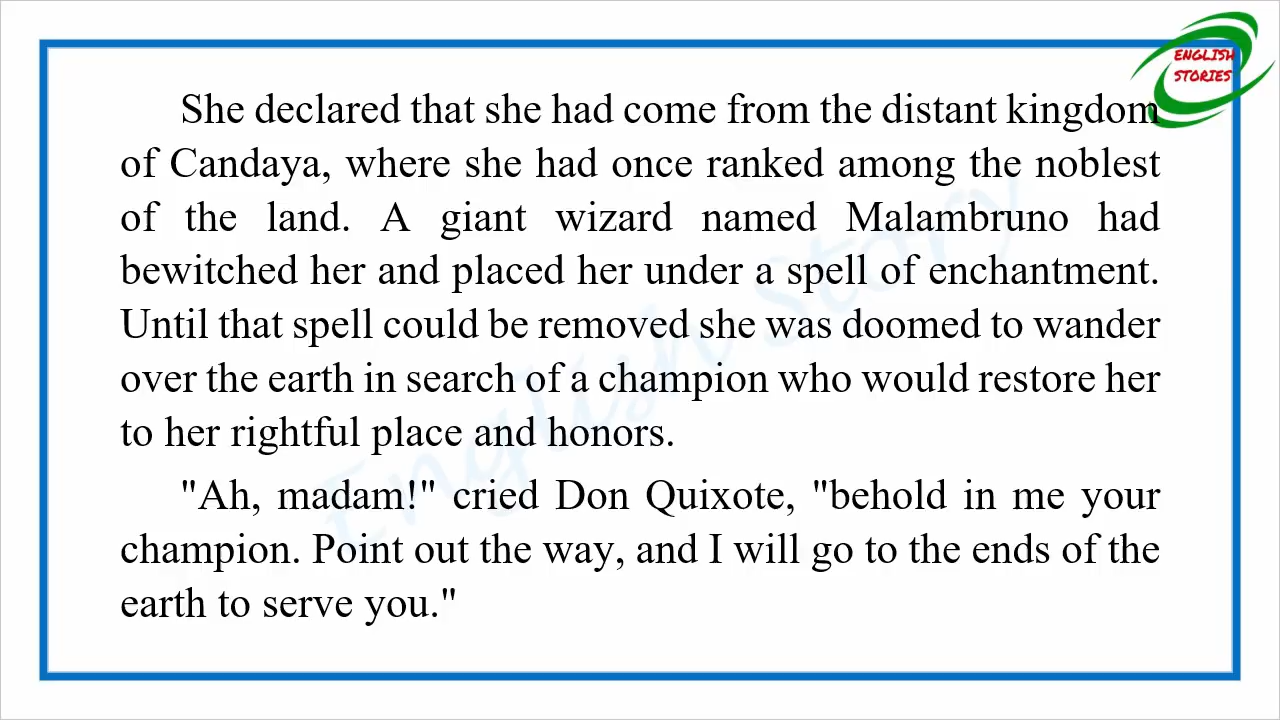 ENGLISH
STORIES
She declared that she had come from the distant kingdom
of Candaya, where she had once ranked among the noblest
of the land. A giant wizard named Malambruno had
bewitched her and placed her under a spell of enchantment.
Until that spell could be removed she was doomed to wander
over the earth in search of a champion who would restore her
to her rightful place and honors.
"Ah, madam!" cried Don Quixote, "behold in me your
champion. Point out the way, and I will go to the ends of the
earth to serve you."
English Story